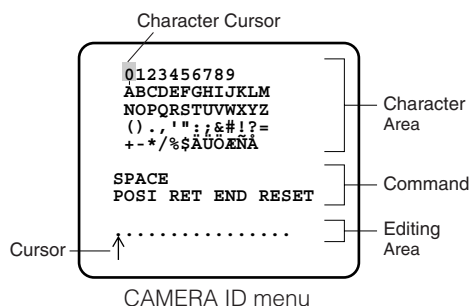 Character Cursor
0123456789
ABCDEFGHIJKLM
NOPQRSTUVWXYZ
().,'":;&#!?=
+-*/%$ÄÜÖÆÑÅ
Character
Area
SPACE
POSI RET END RESET
Command
................
Editing
Area
Cursor
CAMERA ID menu